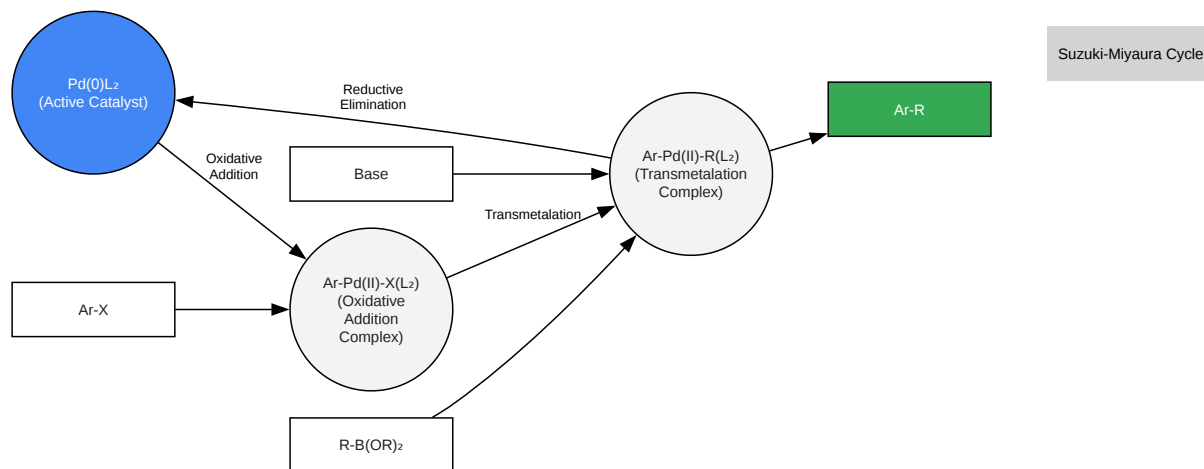 Suzuki-Miyaura Cycle
Pd(0)L₂
(Active Catalyst)
Reductive
Elimination
Ar-R
Oxidative
Addition
Base
Ar-Pd(II)-R(L₂)
(Transmetalation
Complex)
Transmetalation
Ar-X
Ar-Pd(II)-X(L₂)
(Oxidative
Addition
Complex)
R-B(OR)₂